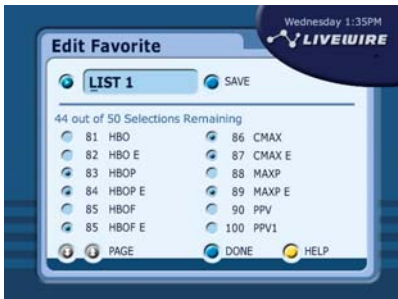 Wednesday 1:35PM
LIVEWIRE
Edit Favorite
LIST 1 SAVE
44 out of 50 Selections Remaining
81 HBO 86 CMAX
82 HBO E 87 CMAX E
83 HBOP 88 MAXP
84 HBOP E 89 MAXP E
85 HBOF 90 PPV
85 HBOF E 100 PPV1
PAGE DONE HELP